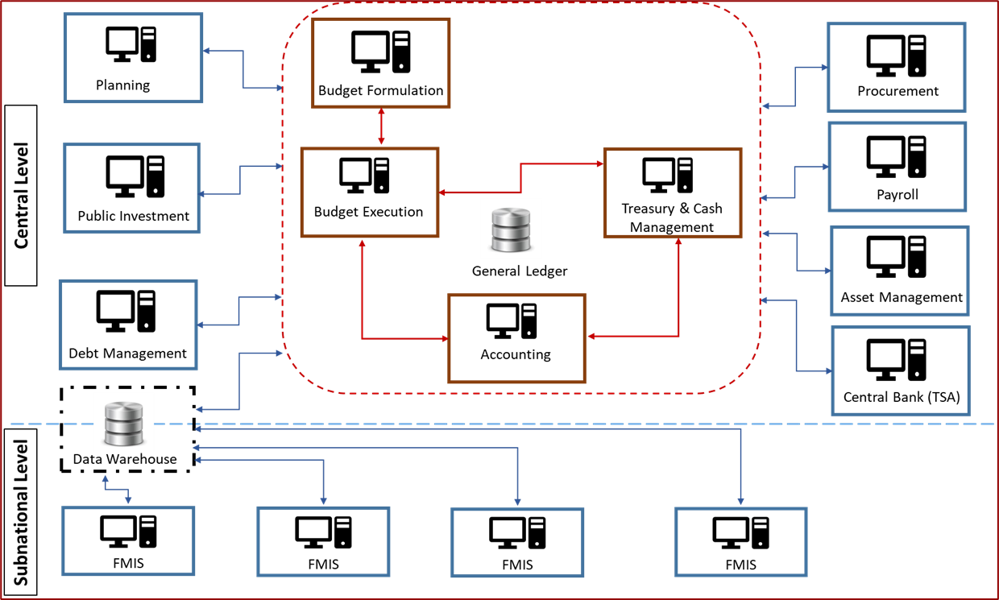 Central Level
Planning
Public Investment
Debt Management
Budget Formulation
Budget Execution
Treasury & Cash
Management
General Ledger
Accounting
Procurement
Payroll
Asset Management
Central Bank (TSA)
Data Warehouse
Subnational Level
FMIS
FMIS
FMIS
FMIS